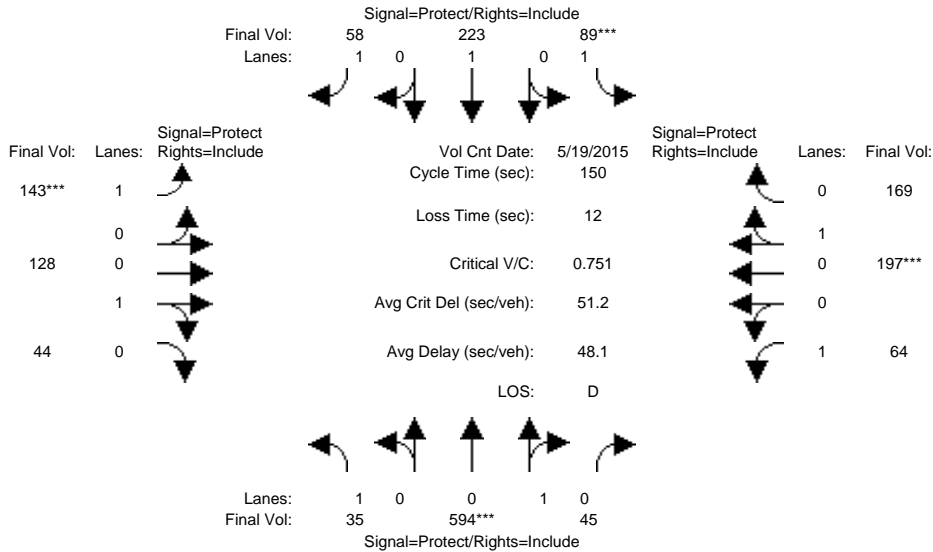 Signal=Protect/Rights=Include
Final Vol: 58 223 89***
Lanes: 1 0 1 0 1
Signal=Protect Signal=Protect
Final Vol: Lanes: Rights=Include Vol Cnt Date: 5/19/2015 Rights=Include Lanes: Final Vol:
Cycle Time (sec): 150
143*** 1 0 169
Loss Time (sec): 12
0 1
128 0 Critical V/C: 0.751 0 197***
1 Avg Crit Del (sec/veh): 51.2 0
44 0 Avg Delay (sec/veh): 48.1 1 64
LOS: D
Lanes: 1 0 0 1 0
Final Vol: 35 594*** 45
Signal=Protect/Rights=Include